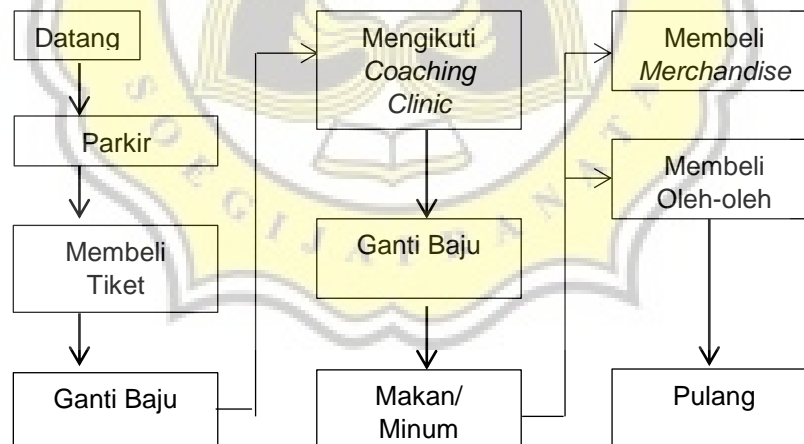 Datang
Parkir
Membeli
Tiket
Ganti Baju
Mengikuti
Coaching
Clinic
Ganti Baju
Makan/
Minum
Membeli
Merchandise
Membeli
Oleh-oleh
Pulang
SOEGIJAPRANATA